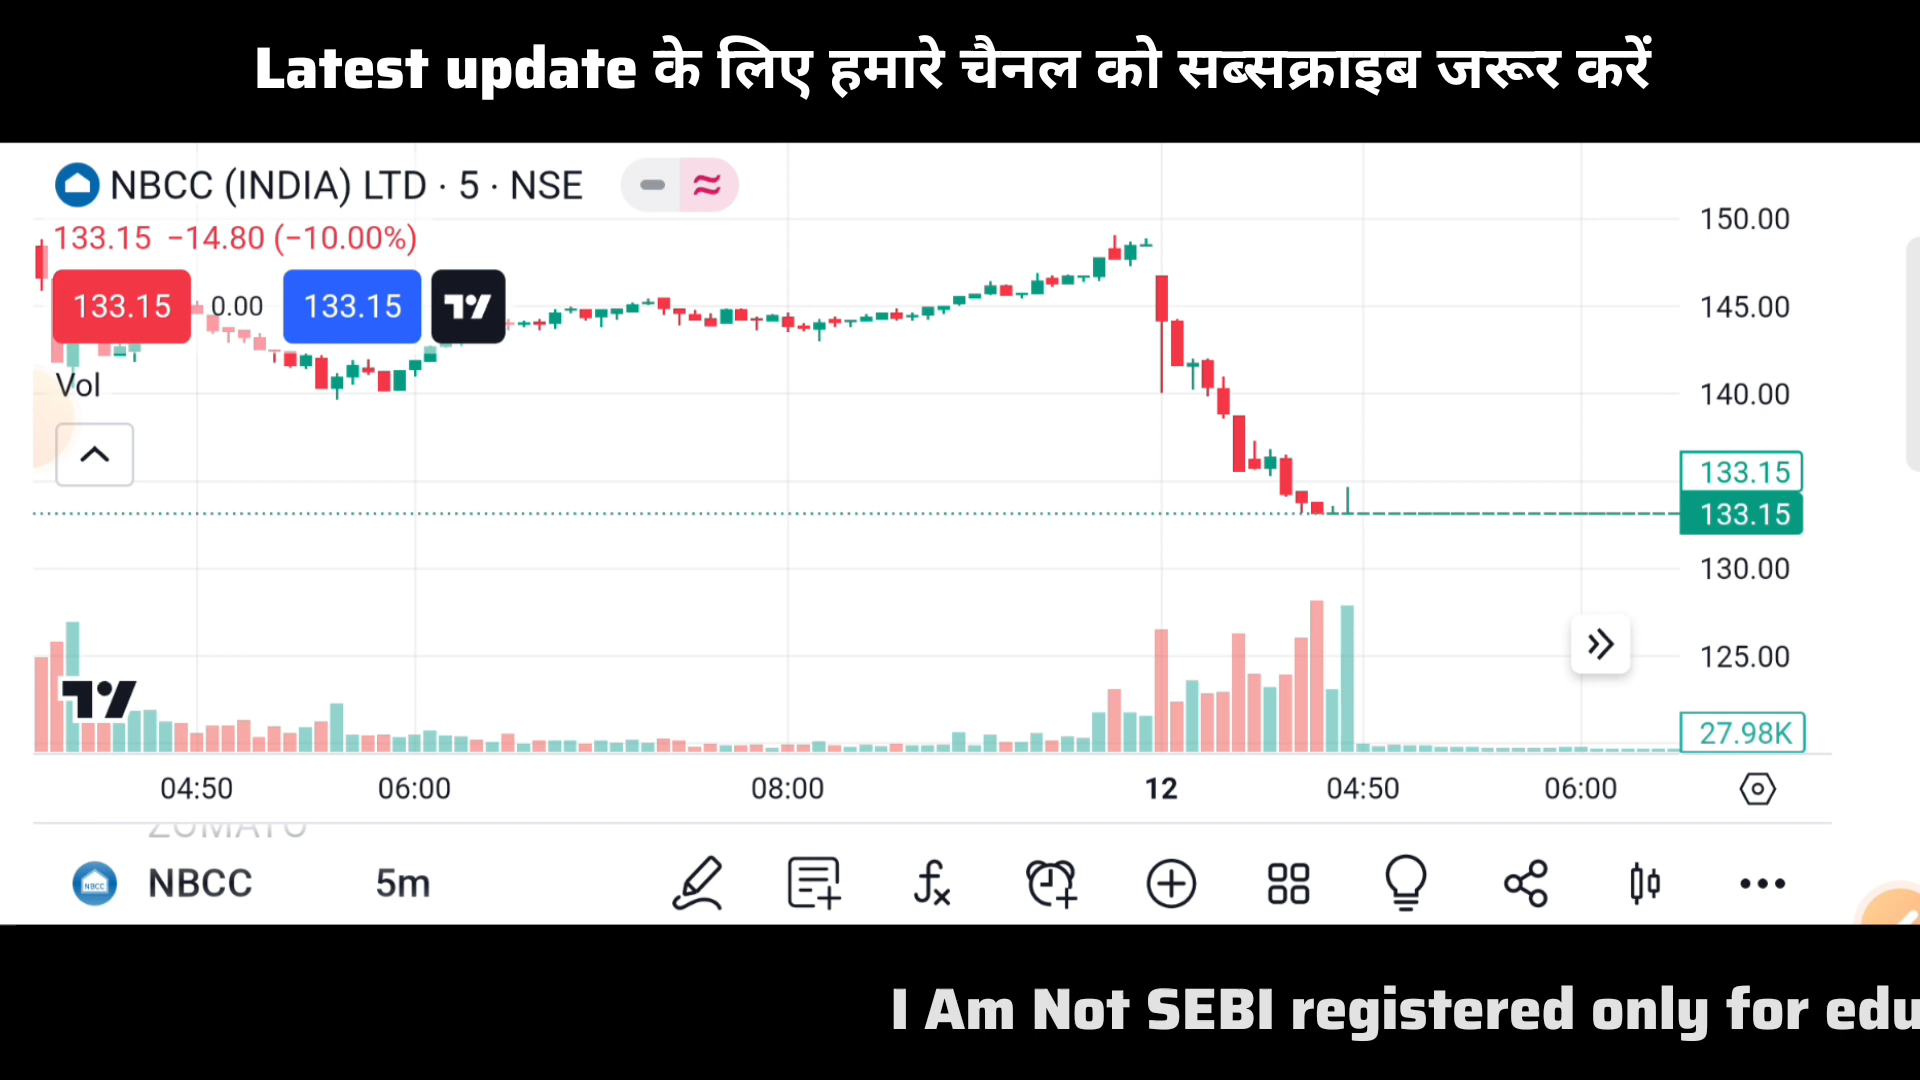 Latest update के लिए हमारे चैनल को सब्सक्राइब जरूर करें
NBCC (INDIA) LTD · 5 · NSE
133.15 −14.80 (−10.00%)
133.15 0.00 133.15
Vol
150.00
145.00
140.00
133.15
133.15
130.00
125.00
27.98K
04:50 06:00 08:00 12 04:50 06:00
ZOMATO
NBCC NBCC 5m
I Am Not SEBI registered only for edu